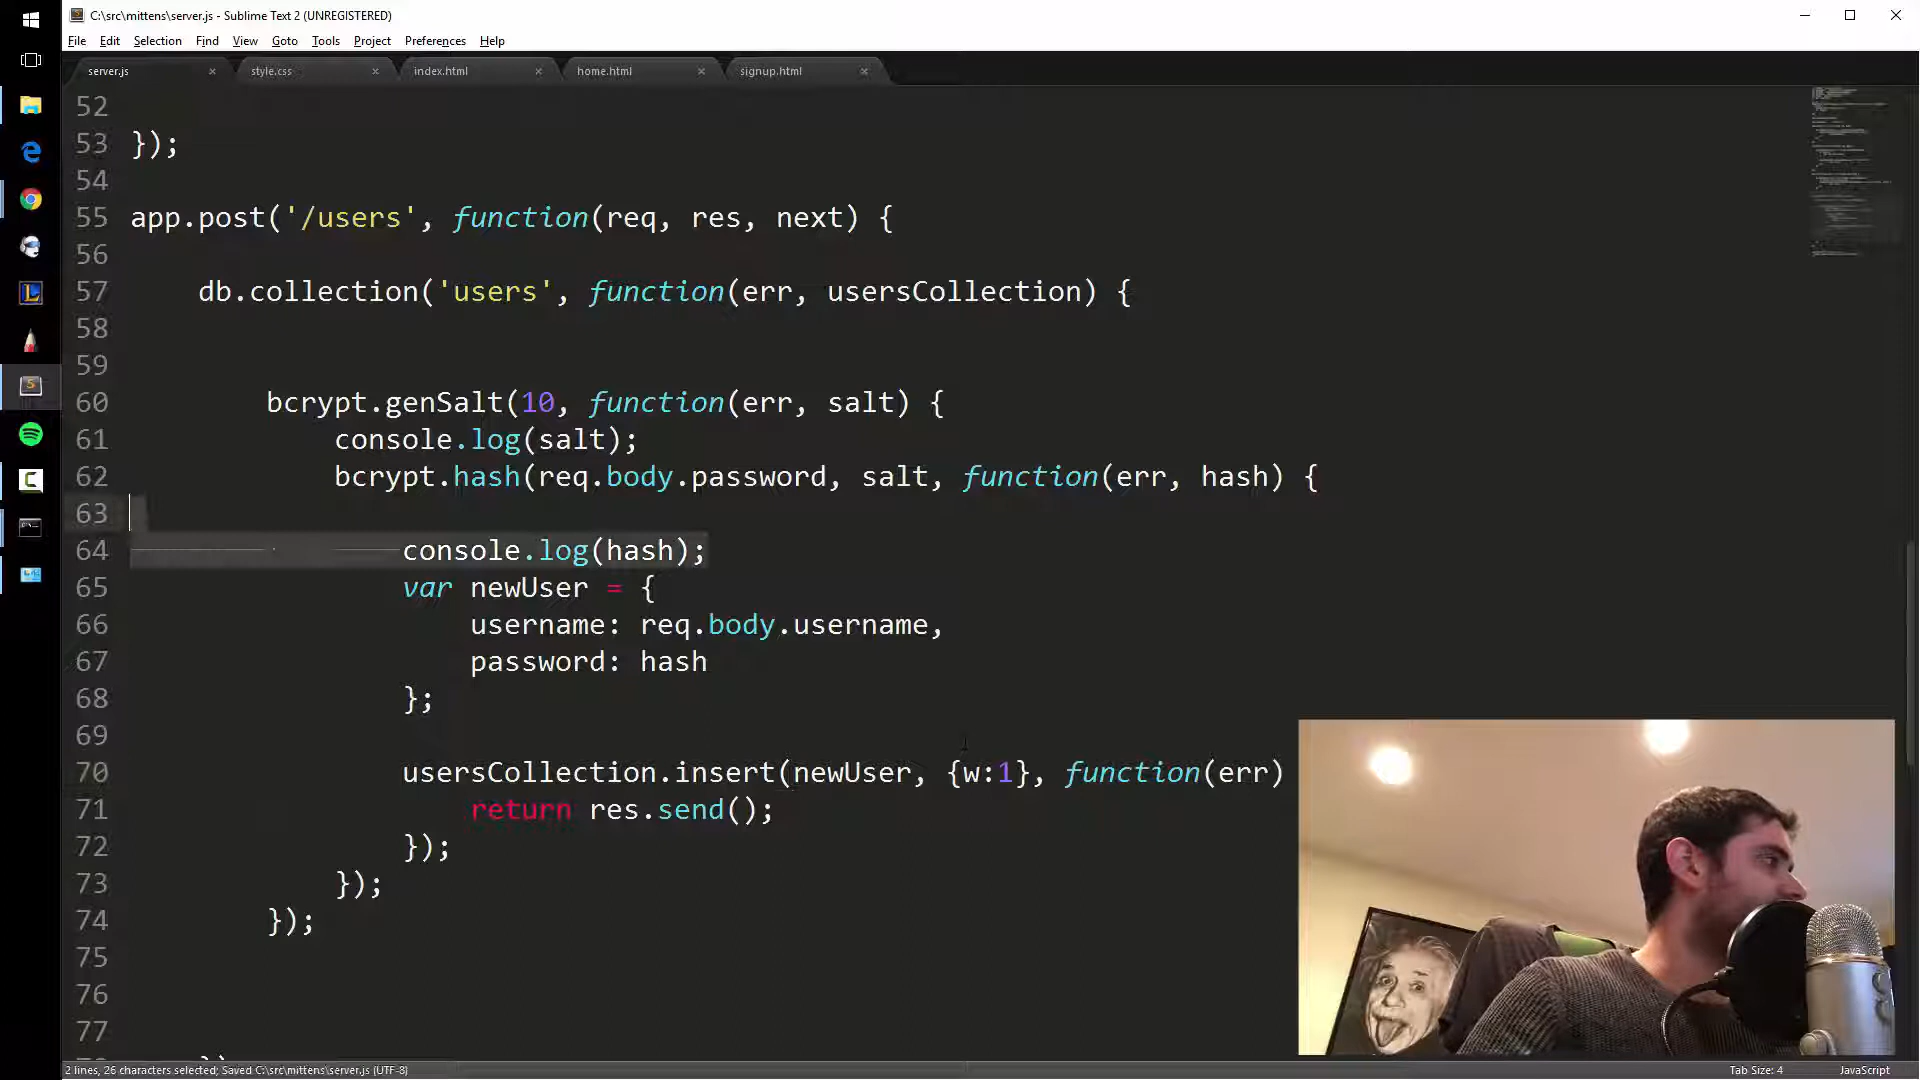 C:\src\mittens\server.js - Sublime Text 2 (UNREGISTERED)
File Edit Selection Find View Goto Tools Project Preferences Help
server.js style.css index.html home.html signup.html
52
53 });
54
55 app.post('/users', function(req, res, next) {
56
57 db.collection('users', function(err, usersCollection) {
58
59
60 bcrypt.genSalt(10, function(err, salt) {
61 console.log(salt);
62 bcrypt.hash(req.body.password, salt, function(err, hash) {
63
64 console.log(hash);
65 var newUser = {
66 username: req.body.username,
67 password: hash
68 };
69
70 usersCollection.insert(newUser, {w:1}, function(err)
71 return res.send();
72 });
73 });
74 });
75
76
77
2 lines, 26 characters selected; Saved C:\src\mittens\server.js (UTF-8)
Tab Size: 4 JavaScript